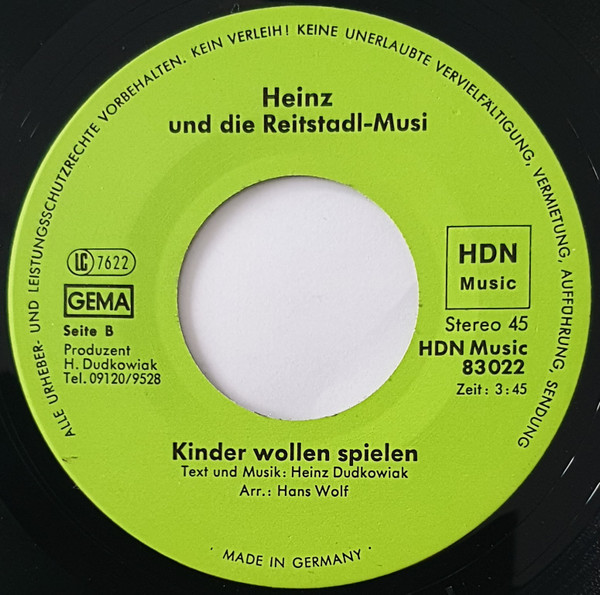 ALLE URHEBER- UND LEISTUNGSSCHUTZRECHTE VORBEHALTEN. KEIN VERLEIH! KEINE UNERLAUBTE VERVIELFÄLTIGUNG, VERMIETUNG, AUFFÜHRUNG, SENDUNG
Heinz
und die Reitstadl-Musi
LC 7622
GEMA
Seite B
Produzent
H. Dudkowiak
Tel. 09120/9528
HDN
Music
Stereo 45
HDN Music
83022
Zeit: 3:45
Kinder wollen spielen
Text und Musik: Heinz Dudkowiak
Arr.: Hans Wolf
· MADE IN GERMANY ·